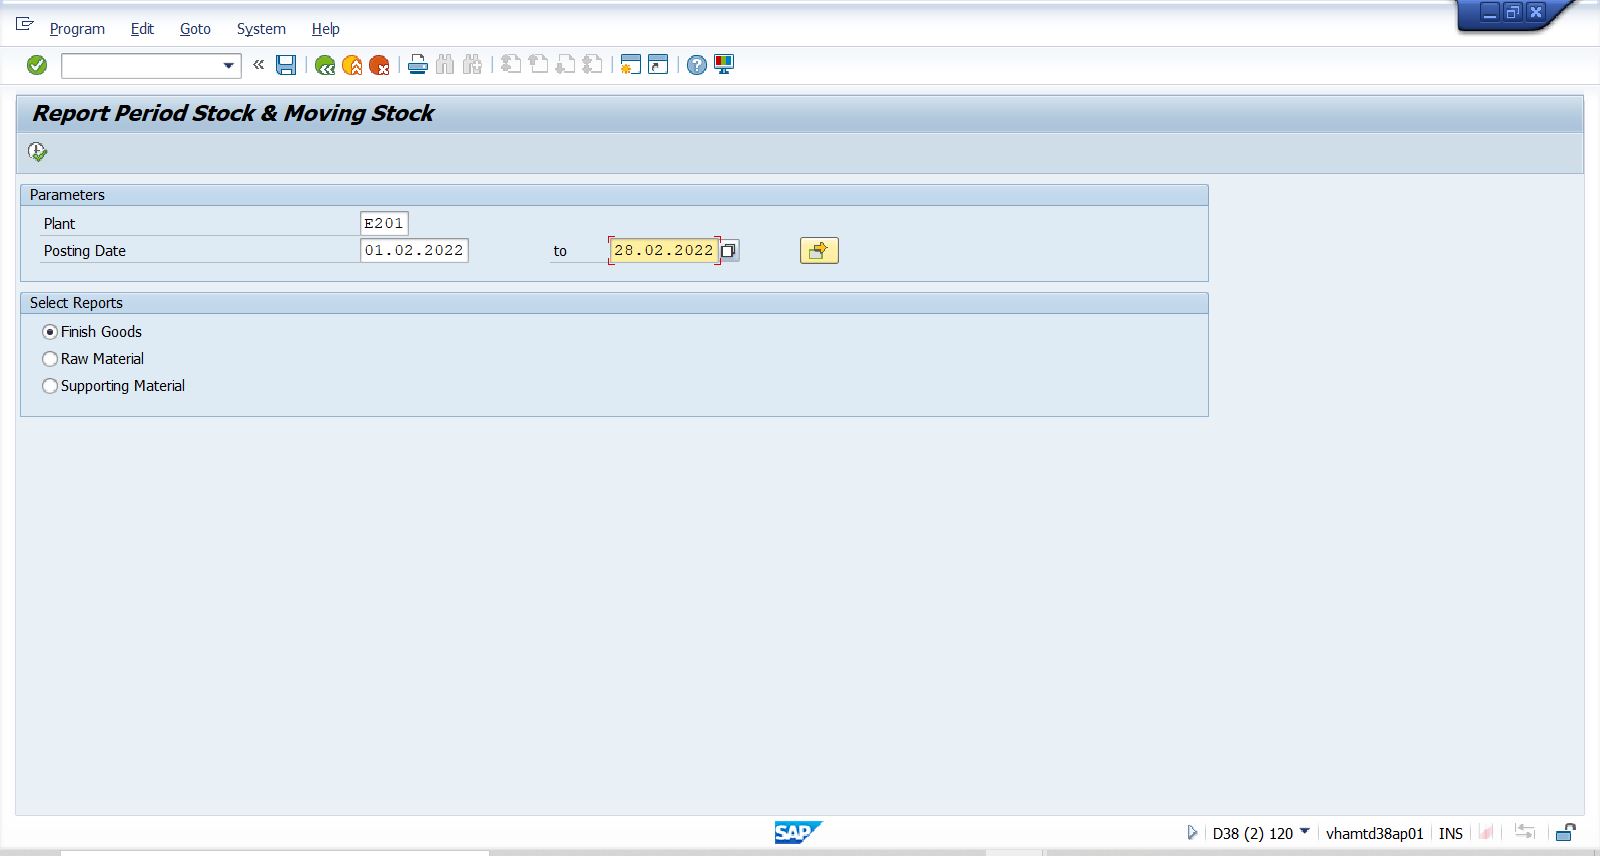 Program Edit Goto System Help
Report Period Stock & Moving Stock
Parameters
Plant E201
Posting Date 01.02.2022 to 28.02.2022
Select Reports
Finish Goods
Raw Material
Supporting Material
SAP D38 (2) 120 vhamtd38ap01 INS